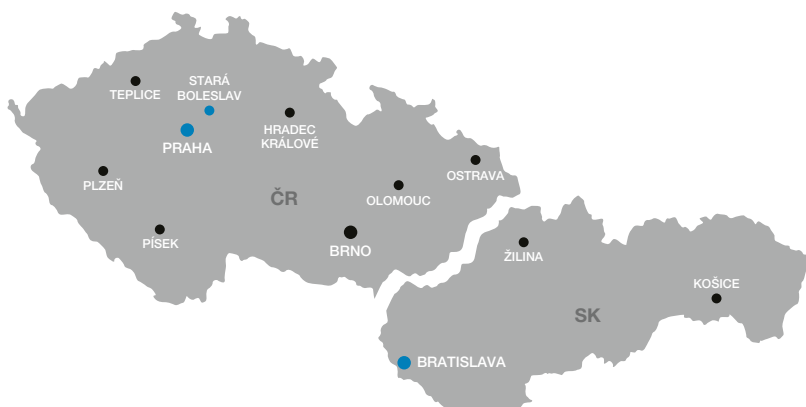 STARÁ
BOLESLAV
TEPLICE
PRAHA
HRADEC
KRÁLOVÉ
PLZEŇ
OSTRAVA
ČR
OLOMOUC
PÍSEK
BRNO
ŽILINA
KOŠICE
SK
BRATISLAVA